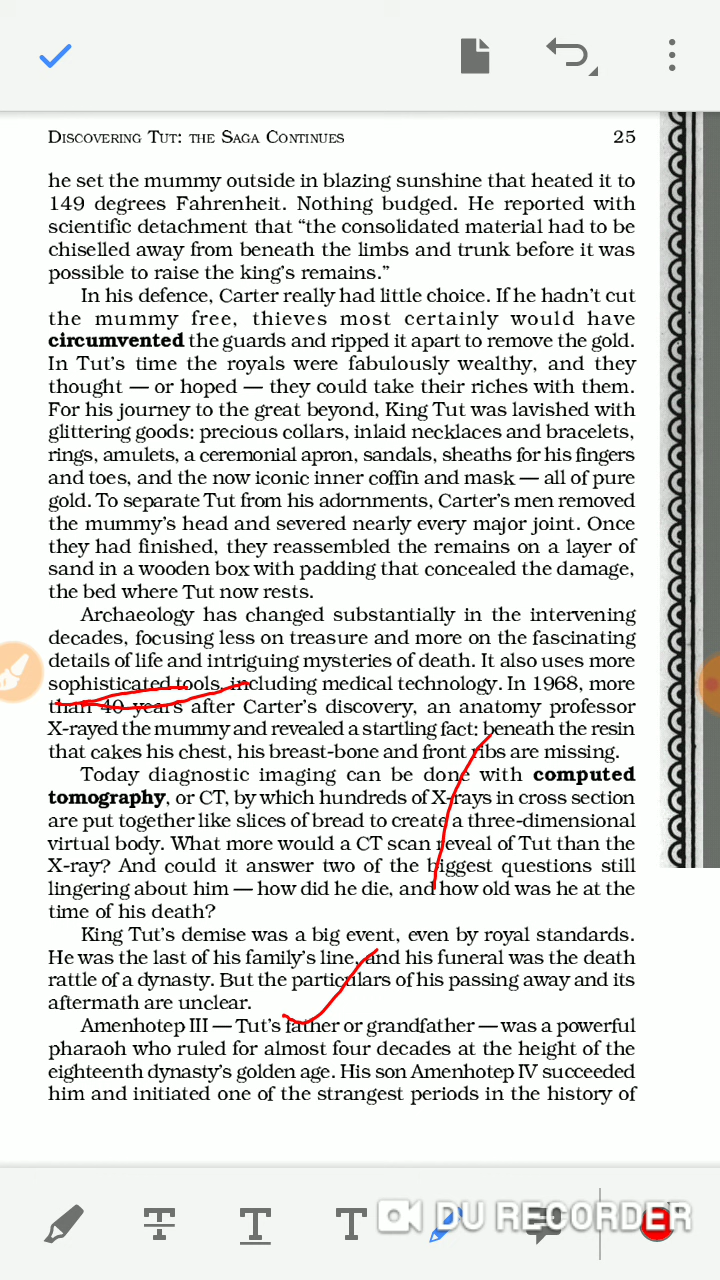 DISCOVERING TUT: THE SAGA CONTINUES 25
he set the mummy outside in blazing sunshine that heated it to
149 degrees Fahrenheit. Nothing budged. He reported with
scientific detachment that “the consolidated material had to be
chiselled away from beneath the limbs and trunk before it was
possible to raise the king’s remains.”
In his defence, Carter really had little choice. If he hadn’t cut
the mummy free, thieves most certainly would have
circumvented the guards and ripped it apart to remove the gold.
In Tut’s time the royals were fabulously wealthy, and they
thought — or hoped — they could take their riches with them.
For his journey to the great beyond, King Tut was lavished with
glittering goods: precious collars, inlaid necklaces and bracelets,
rings, amulets, a ceremonial apron, sandals, sheaths for his fingers
and toes, and the now iconic inner coffin and mask — all of pure
gold. To separate Tut from his adornments, Carter’s men removed
the mummy’s head and severed nearly every major joint. Once
they had finished, they reassembled the remains on a layer of
sand in a wooden box with padding that concealed the damage,
the bed where Tut now rests.
Archaeology has changed substantially in the intervening
decades, focusing less on treasure and more on the fascinating
details of life and intriguing mysteries of death. It also uses more
sophisticated tools, including medical technology. In 1968, more
than 40 years after Carter’s discovery, an anatomy professor
X-rayed the mummy and revealed a startling fact: beneath the resin
that cakes his chest, his breast-bone and front ribs are missing.
Today diagnostic imaging can be done with computed
tomography, or CT, by which hundreds of X-rays in cross section
are put together like slices of bread to create a three-dimensional
virtual body. What more would a CT scan reveal of Tut than the
X-ray? And could it answer two of the biggest questions still
lingering about him — how did he die, and how old was he at the
time of his death?
King Tut’s demise was a big event, even by royal standards.
He was the last of his family’s line, and his funeral was the death
rattle of a dynasty. But the particulars of his passing away and its
aftermath are unclear.
Amenhotep III — Tut’s father or grandfather — was a powerful
pharaoh who ruled for almost four decades at the height of the
eighteenth dynasty’s golden age. His son Amenhotep IV succeeded
him and initiated one of the strangest periods in the history of
T T T DU RECORDER